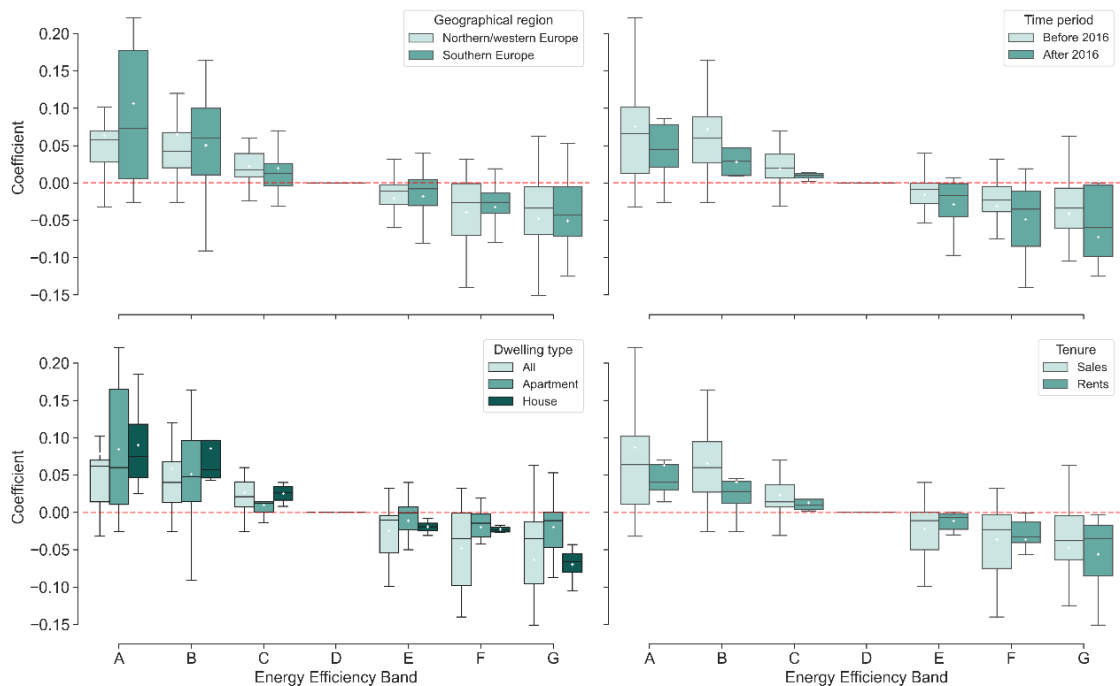 Geographical region
Northern/western Europe
Southern Europe
0.20
0.15
0.10
0.05
0.00
−0.05
−0.10
−0.15
Coefficient
Time period
Before 2016
After 2016
Dwelling type
All
Apartment
House
0.20
0.15
0.10
0.05
0.00
−0.05
−0.10
−0.15
Coefficient
A B C D E F G
Energy Efficiency Band
Tenure
Sales
Rents
A B C D E F G
Energy Efficiency Band